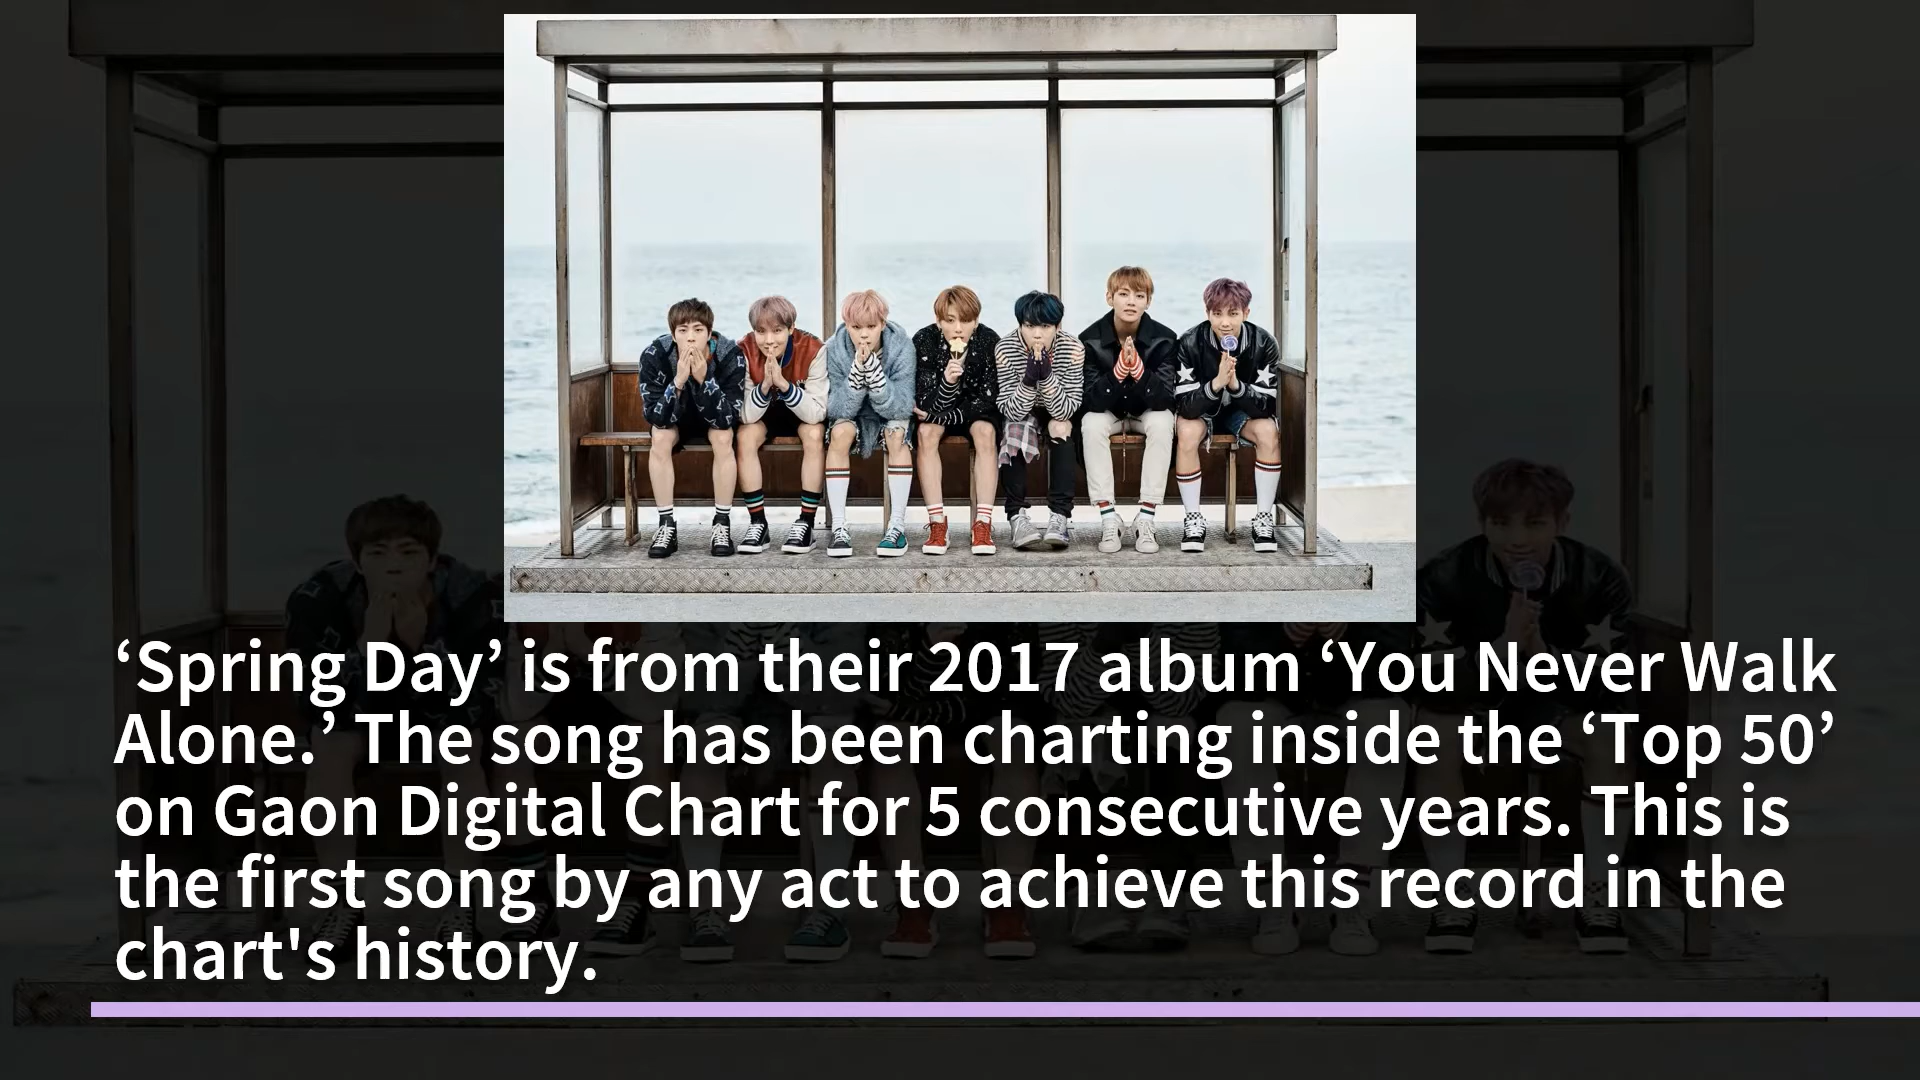 ‘Spring Day’ is from their 2017 album ‘You Never Walk
Alone.’ The song has been charting inside the ‘Top 50’
on Gaon Digital Chart for 5 consecutive years. This is
the first song by any act to achieve this record in the
chart's history.